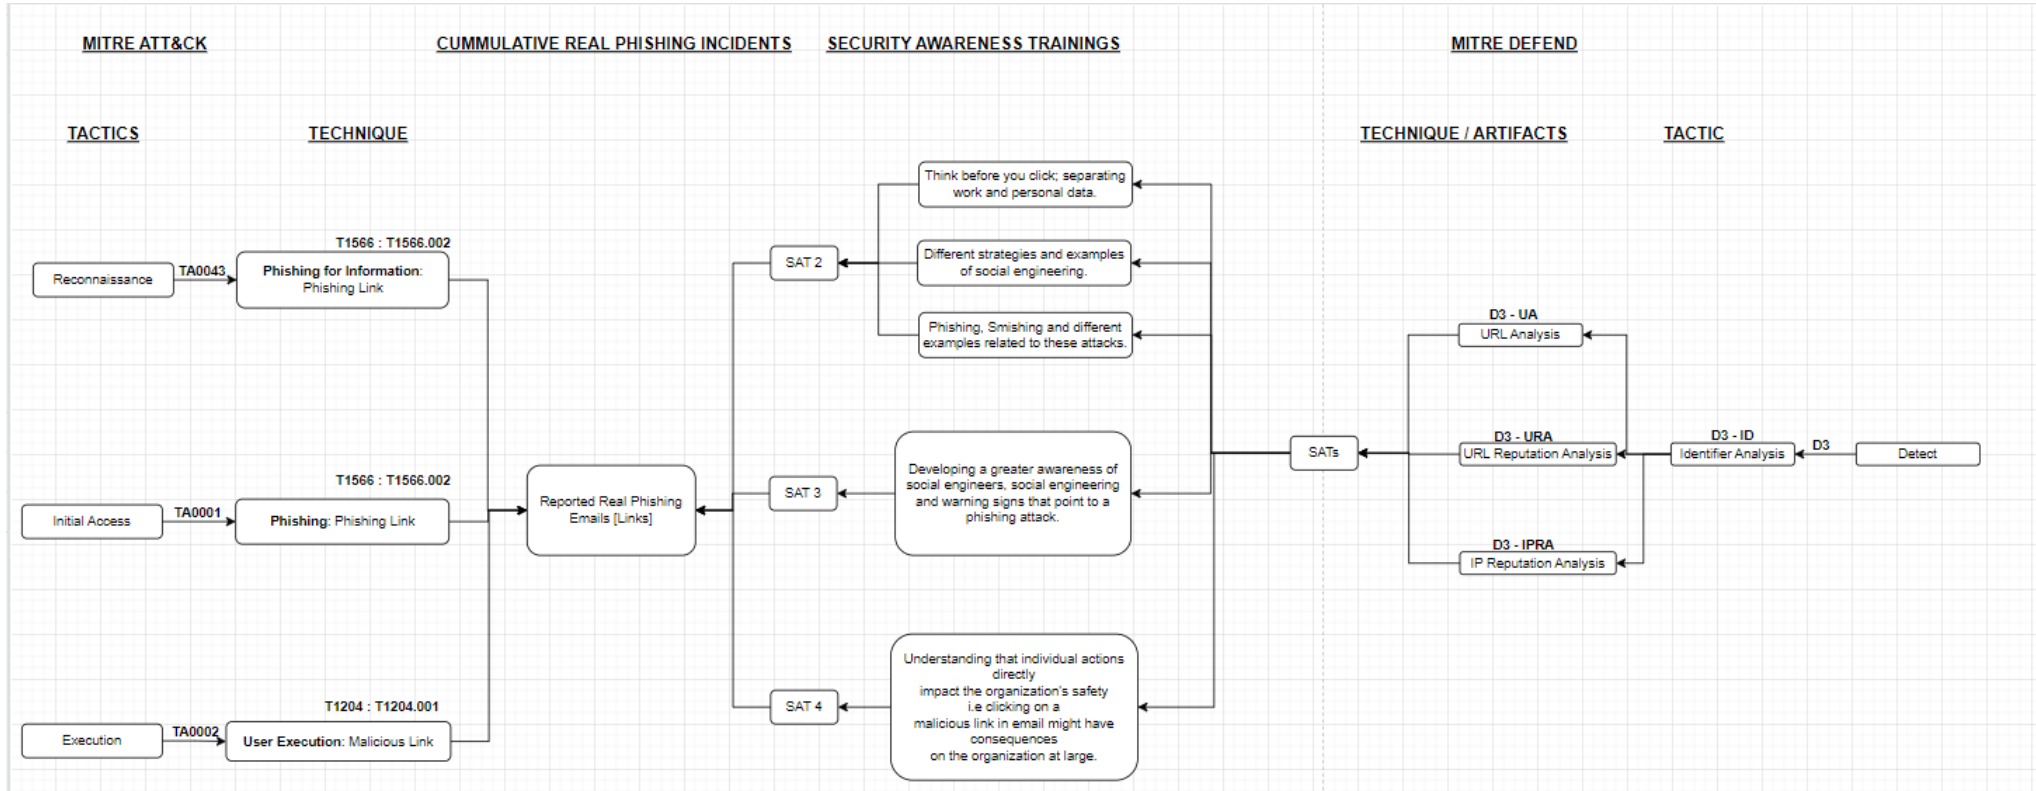 MITRE ATT&CK
CUMMULATIVE REAL PHISHING INCIDENTS
SECURITY AWARENESS TRAININGS
MITRE DEFEND
TACTICS
TECHNIQUE
TECHNIQUE / ARTIFACTS
TACTIC
T1566 : T1566.002
Reconnaissance
TA0043
Phishing for Information:
Phishing Link
T1566 : T1566.002
Initial Access
TA0001
Phishing: Phishing Link
T1204 : T1204.001
Execution
TA0002
User Execution: Malicious Link
Reported Real Phishing
Emails [Links]
SAT 2
SAT 3
SAT 4
Think before you click; separating
work and personal data.
Different strategies and examples
of social engineering.
Phishing, Smishing and different
examples related to these attacks.
Developing a greater awareness of
social engineers, social engineering
and warning signs that point to a
phishing attack.
Understanding that individual actions
directly
impact the organization's safety
i.e clicking on a
malicious link in email might have
consequences
on the organization at large.
SATs
D3 - UA
URL Analysis
D3 - URA
URL Reputation Analysis
D3 - IPRA
IP Reputation Analysis
D3 - ID
Identifier Analysis
D3
Detect